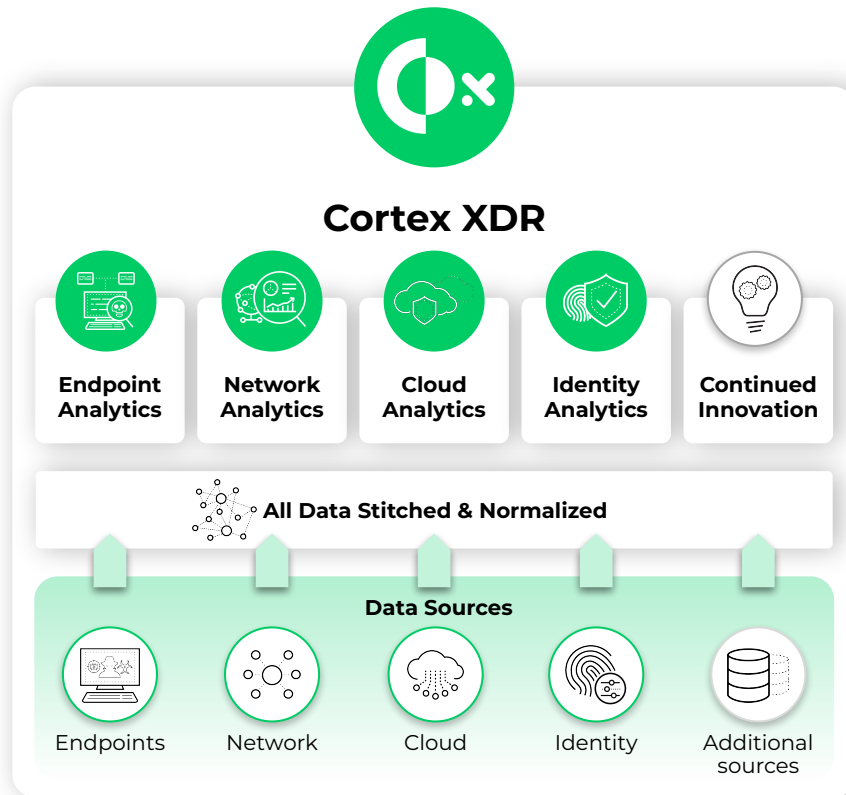 Cortex XDR
Endpoint
Analytics
Network
Analytics
Cloud
Analytics
Identity
Analytics
Continued
Innovation
All Data Stitched & Normalized
Data Sources
Endpoints
Network
Cloud
Identity
Additional
sources